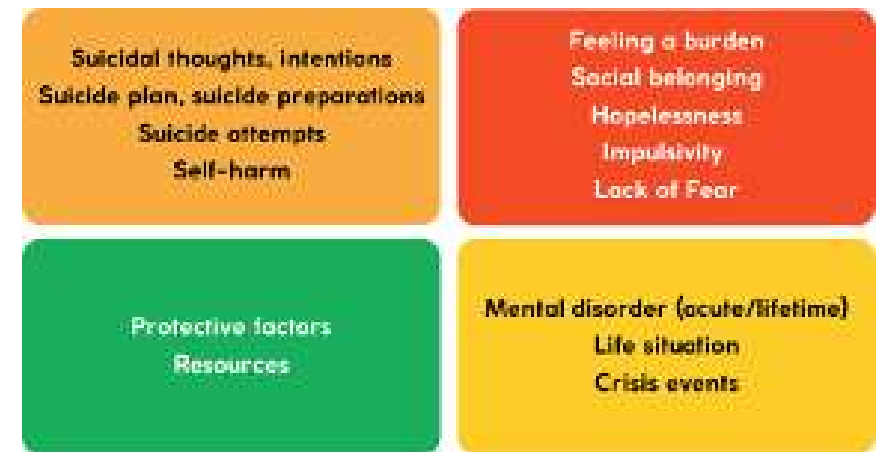 Suicidal thoughts, intentions
Suicide plan, suicide preparations
Suicide attempts
Self-harm
Feeling a burden
Social belonging
Hopelessness
Impulsivity
Lack of Fear
Protective factors
Resources
Mental disorder (acute/lifetime)
Life situation
Crisis events